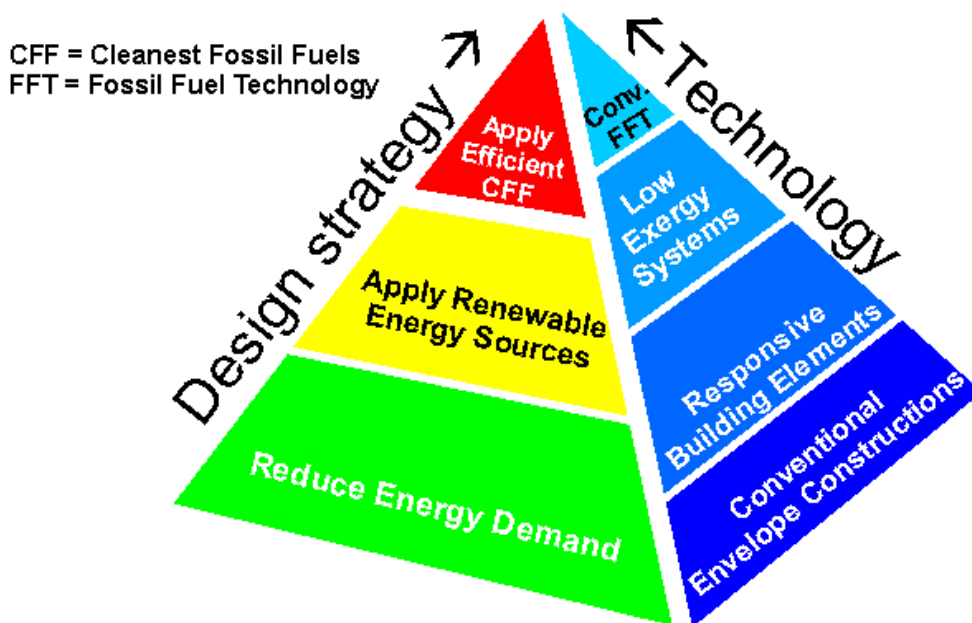 CFF = Cleanest Fossil Fuels
FFT = Fossil Fuel Technology
Design strategy
Technology
Apply
Efficient
CFF
Conv.
FFT
Low
Exergy
Systems
Apply Renewable
Energy Sources
Responsive
Building Elements
Reduce Energy Demand
Conventional
Envelope Constructions